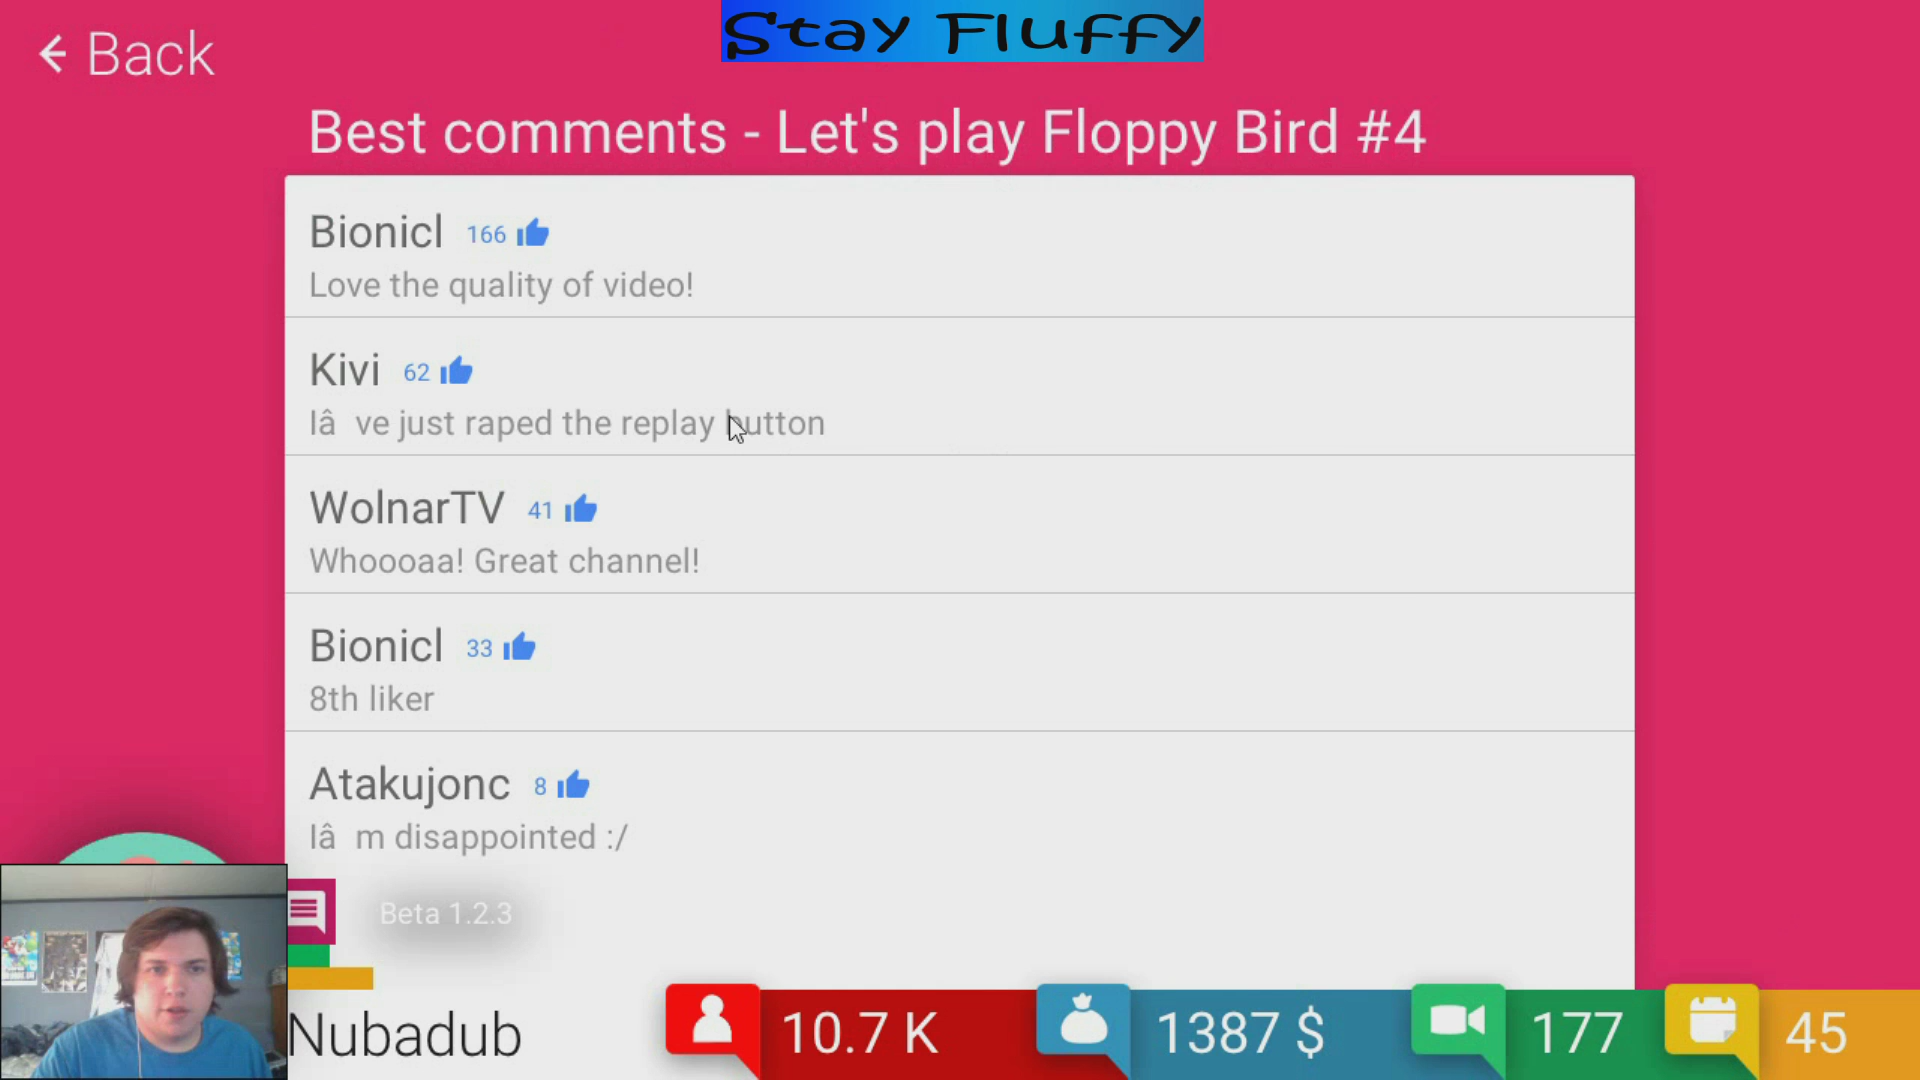 Stay Fluffy
Back
Best comments - Let's play Floppy Bird #4
Bionicl 166
Love the quality of video!
Kivi 62
Iâ ve just raped the replay button
WolnarTV 41
Whoooaa! Great channel!
Bionicl 33
8th liker
Atakujonc 8
Iâ m disappointed :/
Beta 1.2.3
Nubadub 10.7 K 1387 $ 177 45